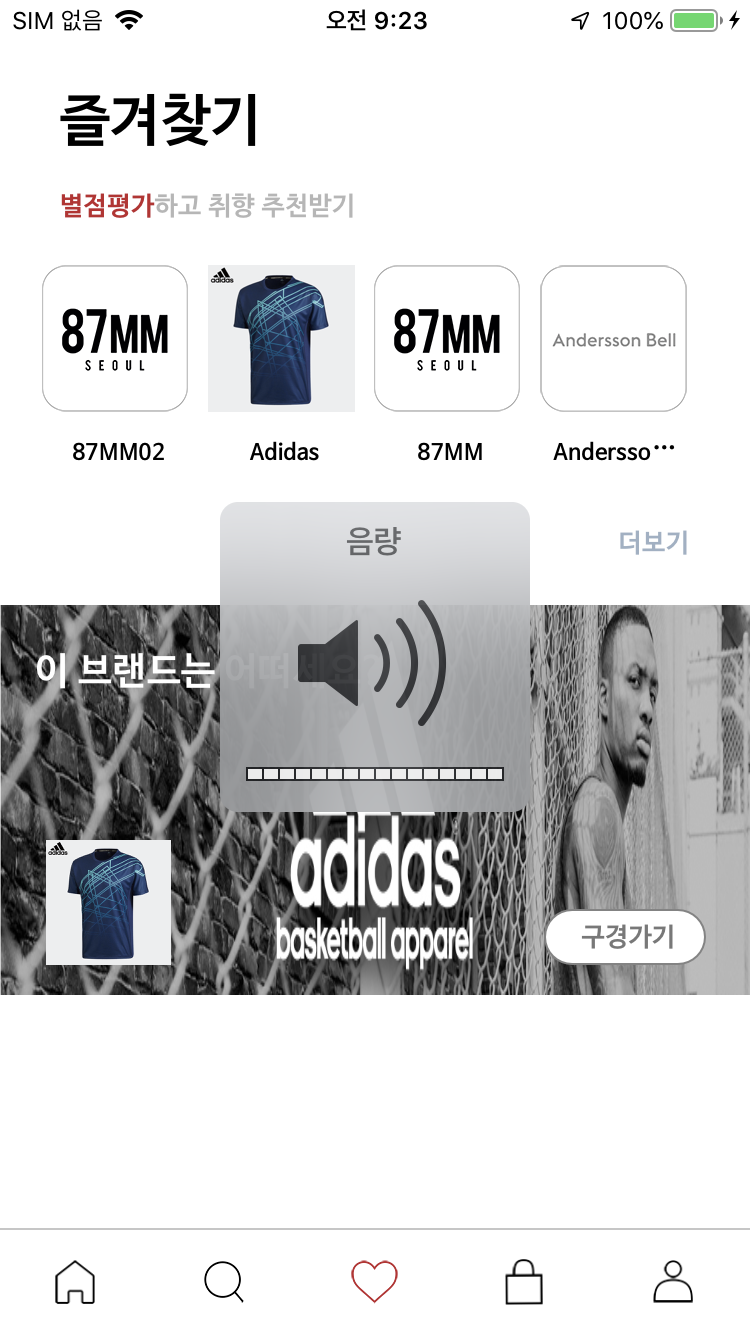 SIM 없음 오전 9:23 100%
즐겨찾기
별점평가하고 취향 추천받기
87MM
SEOUL
adidas
87MM
SEOUL
Andersson Bell
87MM02 Adidas 87MM Andersso…
음량
더보기
이 브랜드는 어떠세요?
adidas
adidas
basketball apparel
구경가기